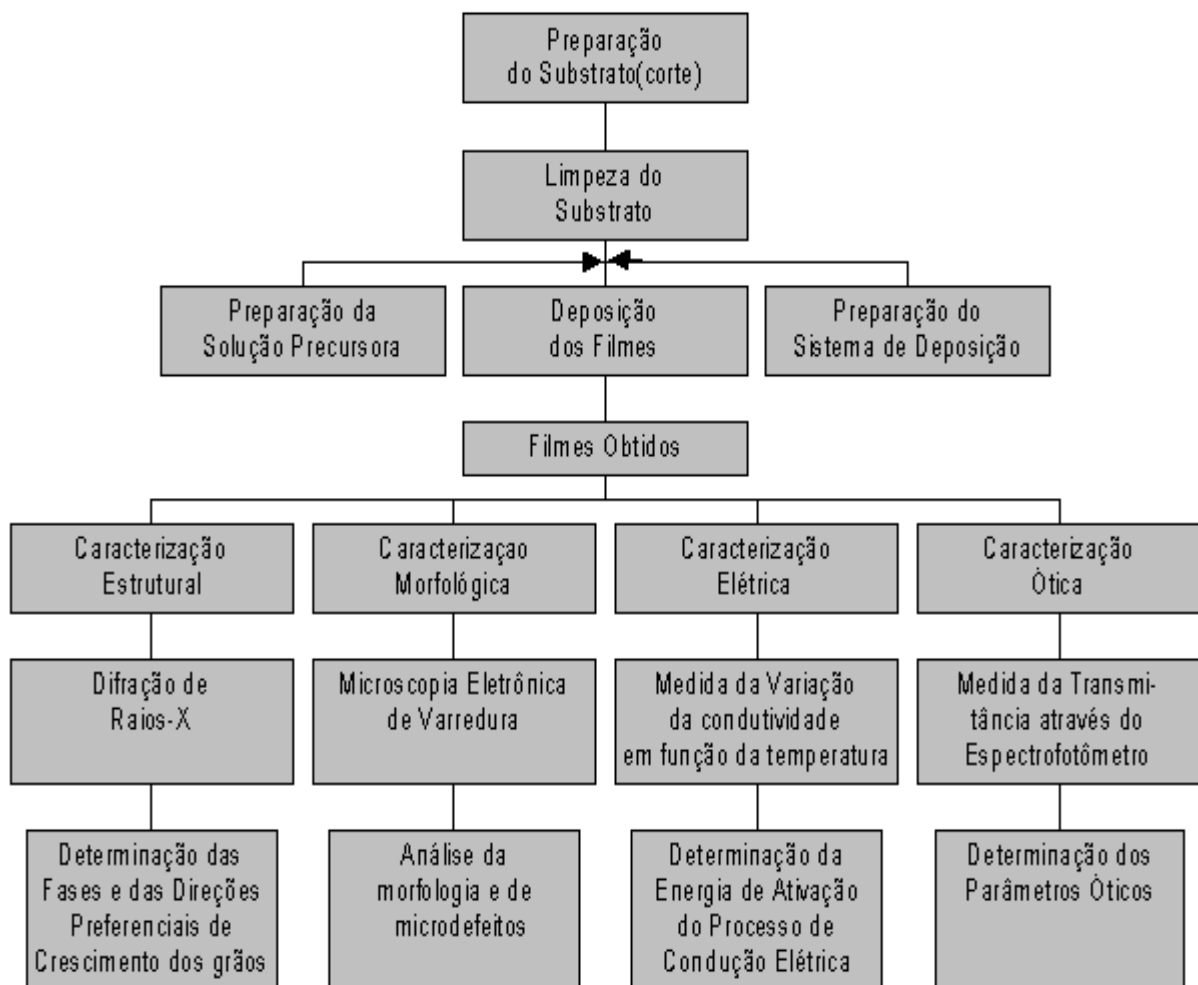 Preparação
do Substrato(corte)
Limpeza do
Substrato
Preparação da
Solução Precursora
Deposição
dos Filmes
Preparação do
Sistema de Deposição
Filmes Obtidos
Caracterização
Estrutural
Caracterizaçao
Morfológica
Caracterização
Elétrica
Caracterização
Ótica
Difração de
Raios-X
Microscopia Eletrônica
de Varredura
Medida da Variação
da condutividade
em função da temperatura
Medida da Transmi-
tância através do
Espectrofotômetro
Determinação das
Fases e das Direções
Preferenciais de
Crescimento dos grãos
Análise da
morfologia e de
microdefeitos
Determinação da
Energia de Ativação
do Processo de
Condução Elétrica
Determinação dos
Parâmetros Óticos